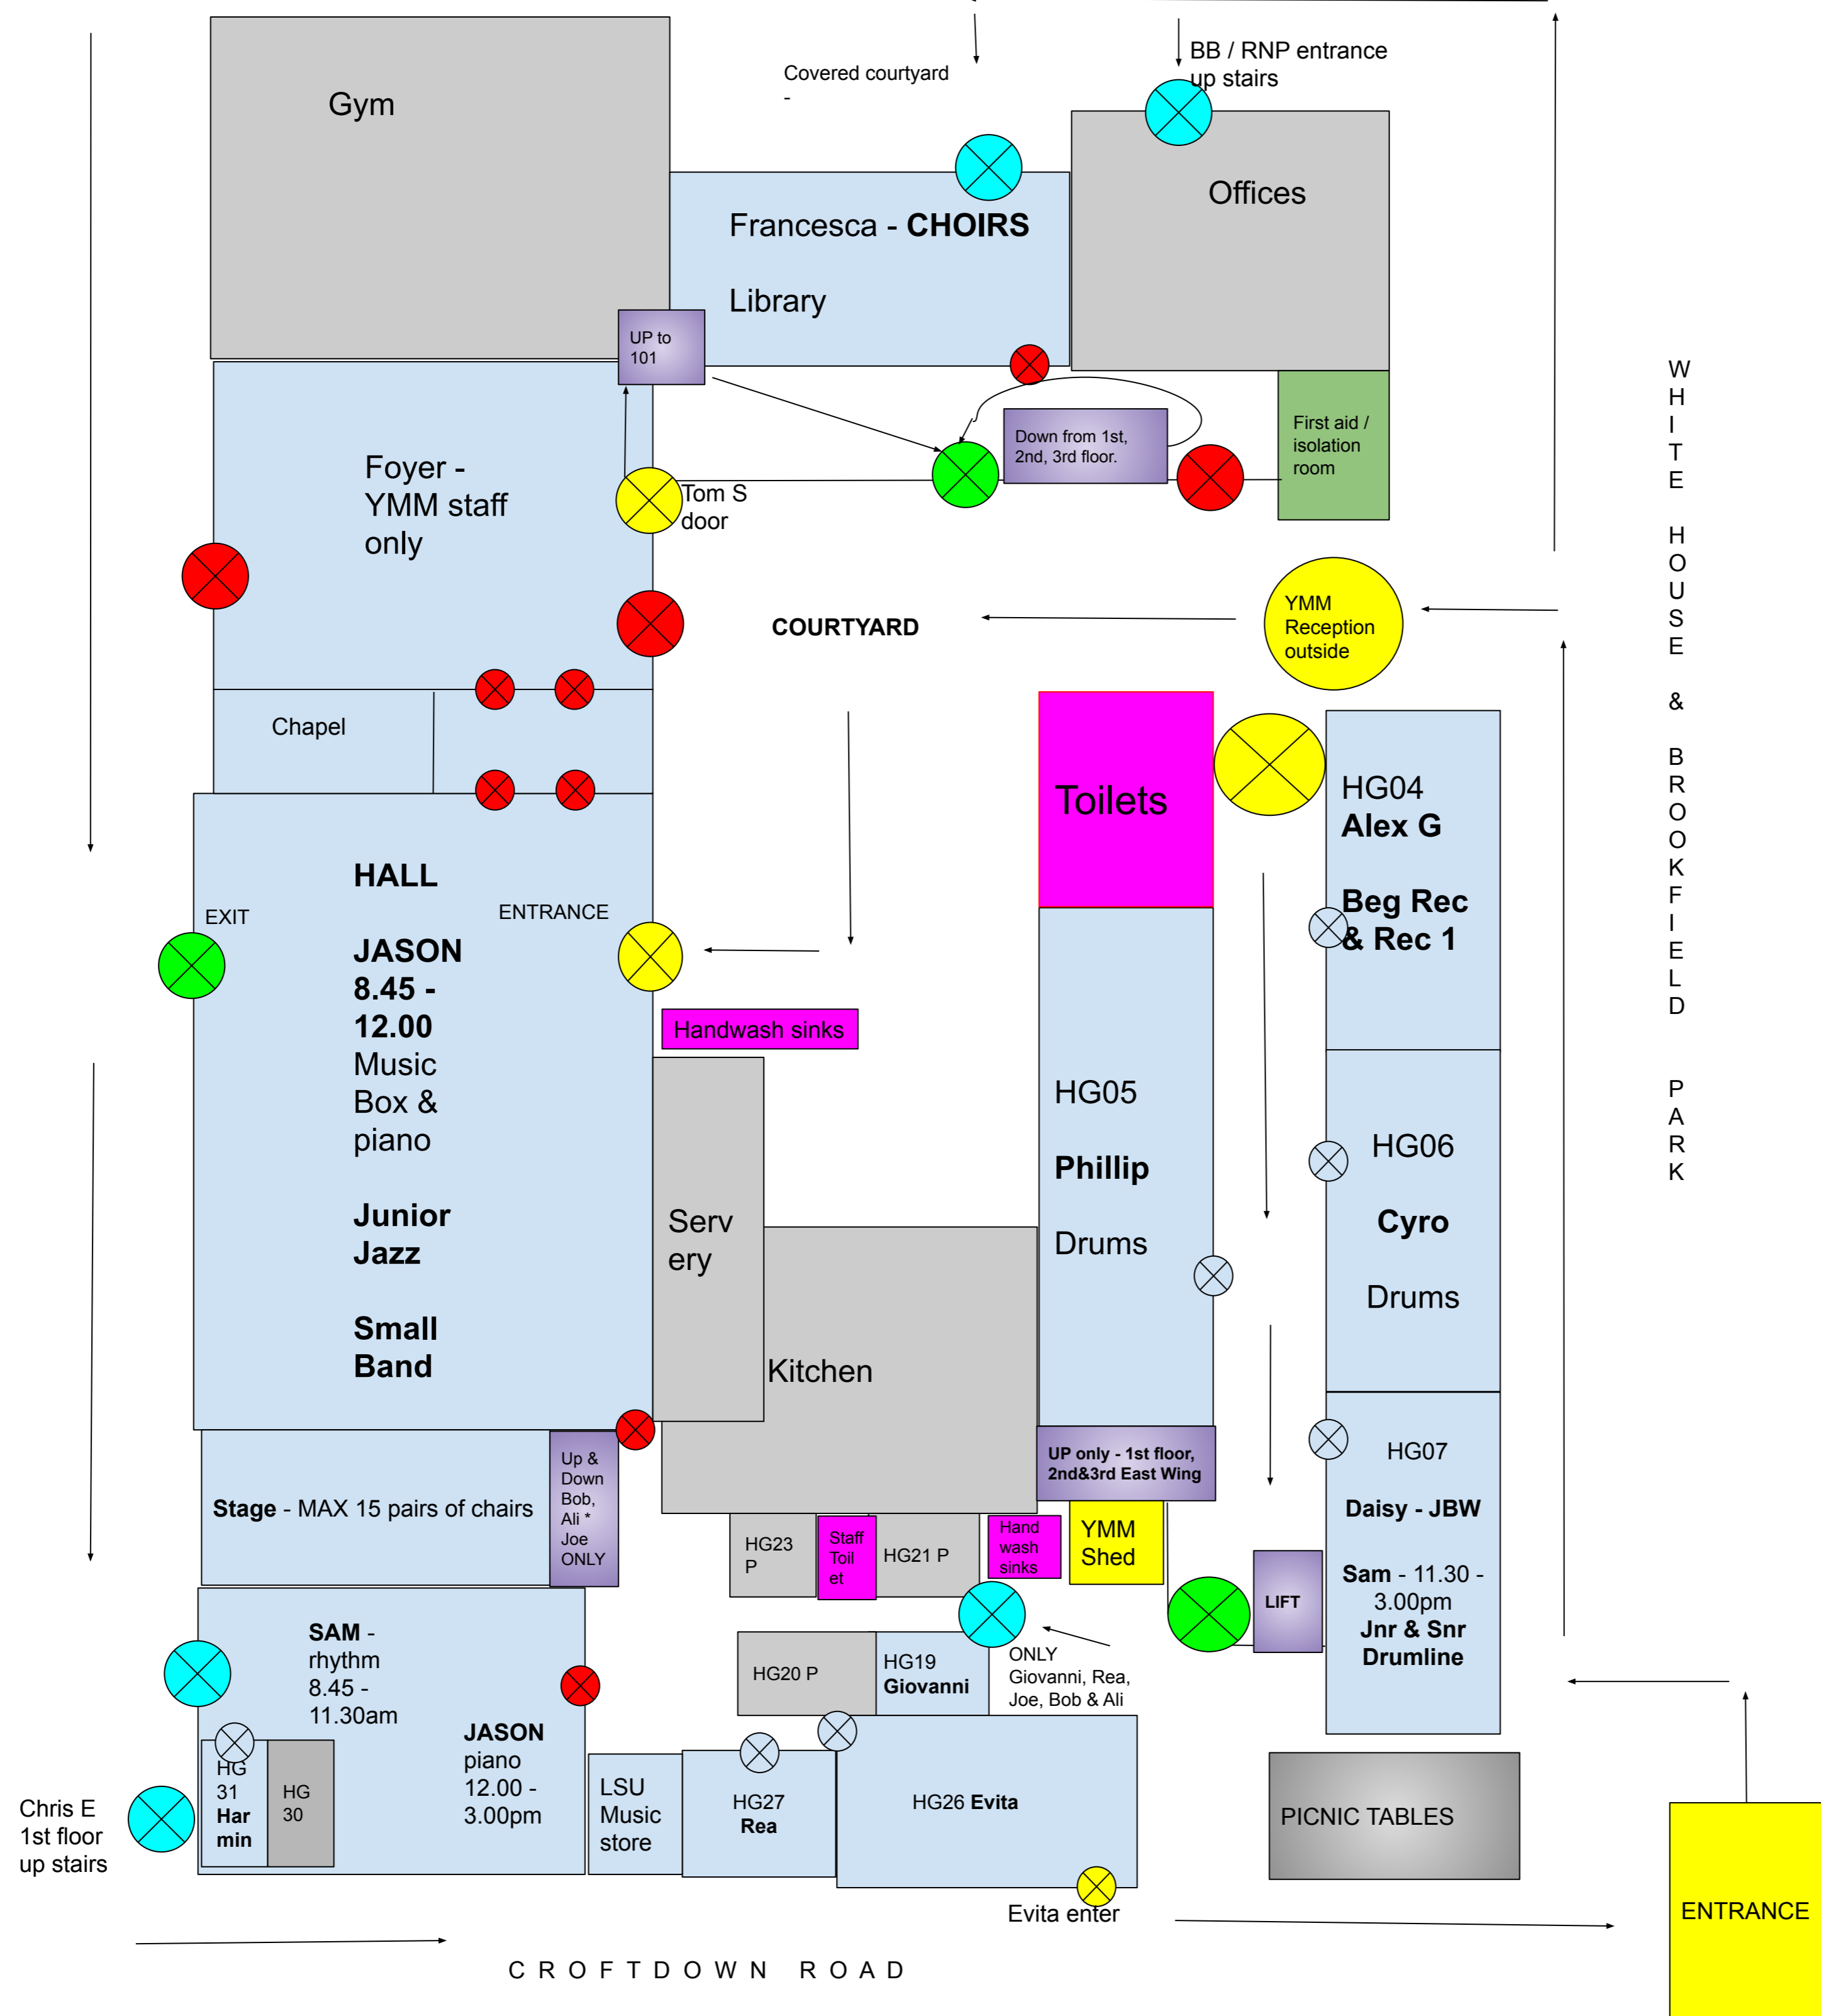 BB / RNP entrance
up stairs
Covered courtyard
-
Gym
Offices
Francesca - CHOIRS
Library
UP to
101
First aid /
isolation
room
Down from 1st,
2nd, 3rd floor.
Foyer -
YMM staff
only
Tom S
door
WHITE HOUSE & BROOKFIELD PARK
YMM
Reception
outside
COURTYARD
Chapel
Toilets
HG04
Alex G
Beg Rec
& Rec 1
HALL
EXIT
ENTRANCE
JASON
8.45 -
12.00
Music
Box &
piano
Junior
Jazz
Small
Band
Handwash sinks
HG05
Phillip
Drums
HG06
Cyro
Drums
Serv
ery
Kitchen
UP only - 1st floor,
2nd&3rd East Wing
HG07
Daisy - JBW
Sam - 11.30 -
3.00pm
Jnr & Snr
Drumline
Stage - MAX 15 pairs of chairs
Up &
Down
Bob,
Ali *
Joe
ONLY
HG23
P
Staff
Toil
et
HG21 P
Hand
wash
sinks
YMM
Shed
LIFT
SAM -
rhythm
8.45 -
11.30am
JASON
piano
12.00 -
3.00pm
HG20 P
HG19
Giovanni
ONLY
Giovanni, Rea,
Joe, Bob & Ali
HG
31
Har
min
HG
30
Chris E
1st floor
up stairs
LSU
Music
store
HG27
Rea
HG26 Evita
PICNIC TABLES
ENTRANCE
Evita enter
CROFTDOWN ROAD